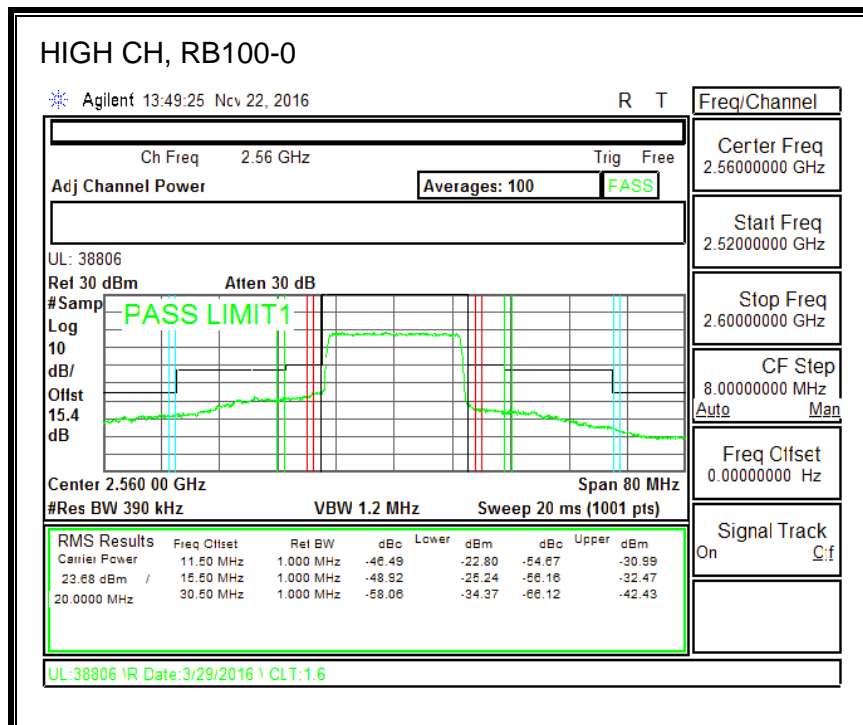 HIGH CH, RB100-0
Agilent 13:49:25 Nov 22, 2016 R T
Freq/Channel
Ch Freq 2.56 GHz Trig Free
Adj Channel Power Averages: 100 PASS
UL: 38806
Ref 30 dBm Atten 30 dB
#Samp
Log
10
dB/
Offst
15.4
dB
PASS LIMIT1
Center 2.560 00 GHz Span 80 MHz
#Res BW 390 kHz VBW 1.2 MHz Sweep 20 ms (1001 pts)
RMS Results Freq Offset Ref BW dBc Lower dBm dBc Upper dBm
Carrier Power 11.50 MHz 1.000 MHz -46.49 -22.80 -54.67 -30.99
23.68 dBm / 15.50 MHz 1.000 MHz -48.92 -25.24 -56.16 -32.47
20.0000 MHz 30.50 MHz 1.000 MHz -58.06 -34.37 -66.12 -42.43
UL:38806 \R Date:3/29/2016 \ CLT:1.6
Center Freq
2.56000000 GHz
Start Freq
2.52000000 GHz
Stop Freq
2.60000000 GHz
CF Step
8.00000000 MHz
Auto Man
Freq Offset
0.00000000 Hz
Signal Track
On Off